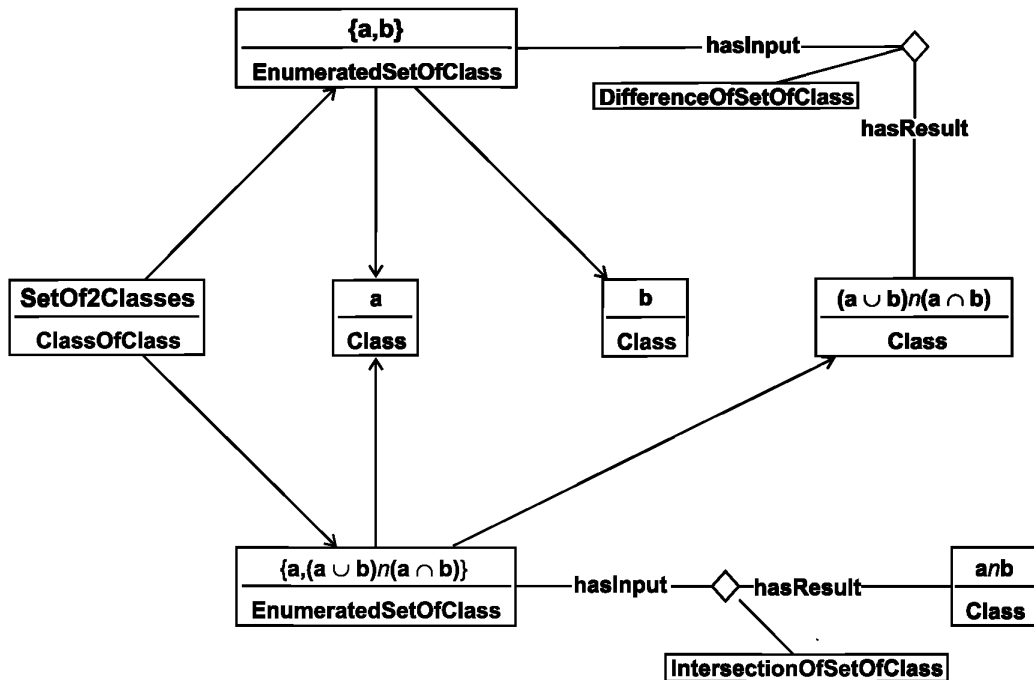 {a,b}
EnumeratedSetOfClass
hasInput
DifferenceOfSetOfClass
hasResult
SetOf2Classes
ClassOfClass
a
Class
b
Class
(a ∪ b)n(a ∩ b)
Class
{a,(a ∪ b)n(a ∩ b)}
EnumeratedSetOfClass
hasInput
hasResult
anb
Class
IntersectionOfSetOfClass